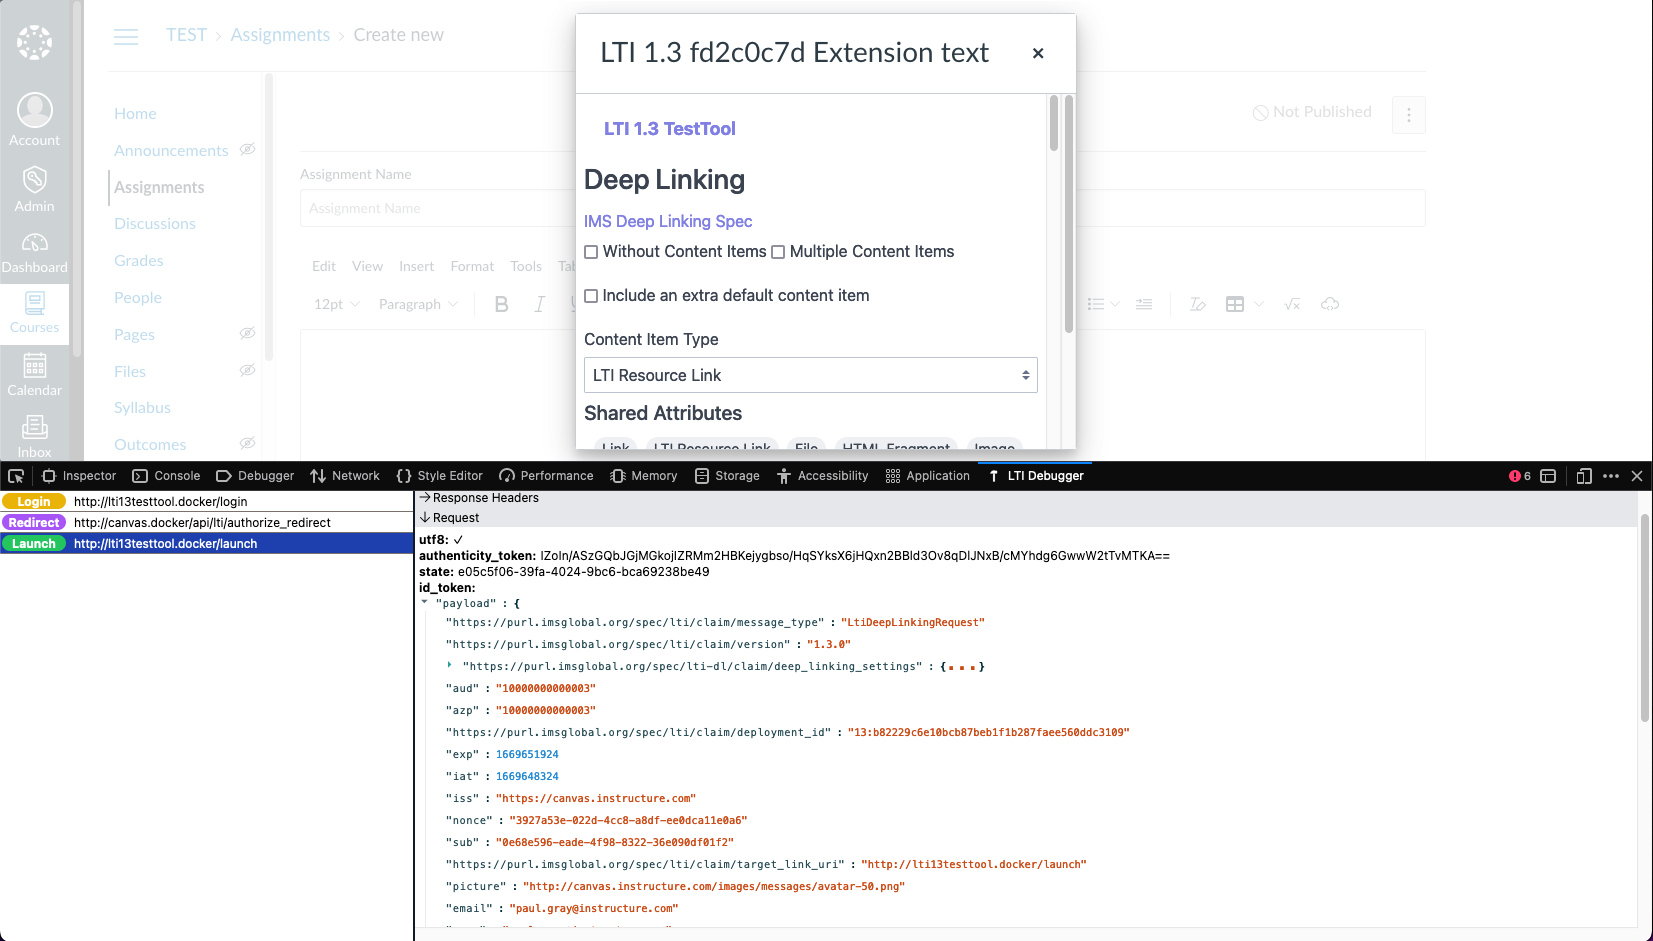 TEST › Assignments › Create new
Account
Admin
Dashboard
Courses
Calendar
Inbox
Home
Announcements
Assignments
Discussions
Grades
People
Pages
Files
Syllabus
Outcomes
Not Published
Assignment Name
Assignment Name
Edit View Insert Format Tools
12pt Paragraph B I
LTI 1.3 fd2c0c7d Extension text ×
LTI 1.3 TestTool
Deep Linking
IMS Deep Linking Spec
Without Content Items Multiple Content Items
Include an extra default content item
Content Item Type
LTI Resource Link
Shared Attributes
Link LTI Resource Link File HTML Fragment Image
Inspector Console Debugger Network Style Editor Performance Memory Storage Accessibility Application LTI Debugger 6
Login http://lti13testtool.docker/login
Redirect http://canvas.docker/api/lti/authorize_redirect
Launch http://lti13testtool.docker/launch
→Response Headers
↓Request
utf8: ✓
authenticity_token: IZoIn/ASzGQbJGjMGkojIZRMm2HBKejygbso/HqSYksX6jHQxn2BBId3Ov8qDIJNxB/cMYhdg6GwwW2tTvMTKA==
state: e05c5f06-39fa-4024-9bc6-bca69238be49
id_token:
"payload" : {
"https://purl.imsglobal.org/spec/lti/claim/message_type" : "LtiDeepLinkingRequest"
"https://purl.imsglobal.org/spec/lti/claim/version" : "1.3.0"
"https://purl.imsglobal.org/spec/lti-dl/claim/deep_linking_settings" : {...}
"aud" : "10000000000003"
"azp" : "10000000000003"
"https://purl.imsglobal.org/spec/lti/claim/deployment_id" : "13:b82229c6e10bcb87beb1f1b287faee560ddc3109"
"exp" : 1669651924
"iat" : 1669648324
"iss" : "https://canvas.instructure.com"
"nonce" : "3927a53e-022d-4cc8-a8df-ee0dca11e0a6"
"sub" : "0e68e596-eade-4f98-8322-36e090df01f2"
"https://purl.imsglobal.org/spec/lti/claim/target_link_uri" : "http://lti13testtool.docker/launch"
"picture" : "http://canvas.instructure.com/images/messages/avatar-50.png"
"email" : "paul.gray@instructure.com"